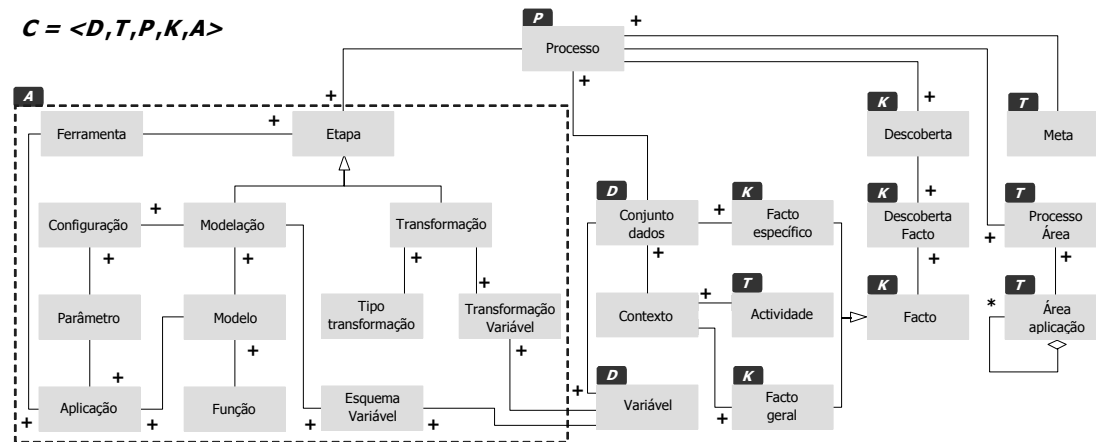 P
+
C = <D,T,P,K,A>
Processo
+
A
+
+
K
+
T
Ferramenta
+
Etapa
Descoberta
Meta
D
K
K
+
T
Configuração
+
Modelação
Transformação
Conjunto
dados
+
Facto
específico
Descoberta
Facto
Processo
Área
+
+
+
+
+
+
+
+
T
K
T
Parâmetro
Modelo
Tipo
transformação
Transformação
Variável
Contexto
+
Actividade
Facto
*
Área
aplicação
+
+
+
D
K
+
Aplicação
Função
Esquema
Variável
Variável
Facto
geral
+
+
+
+
+